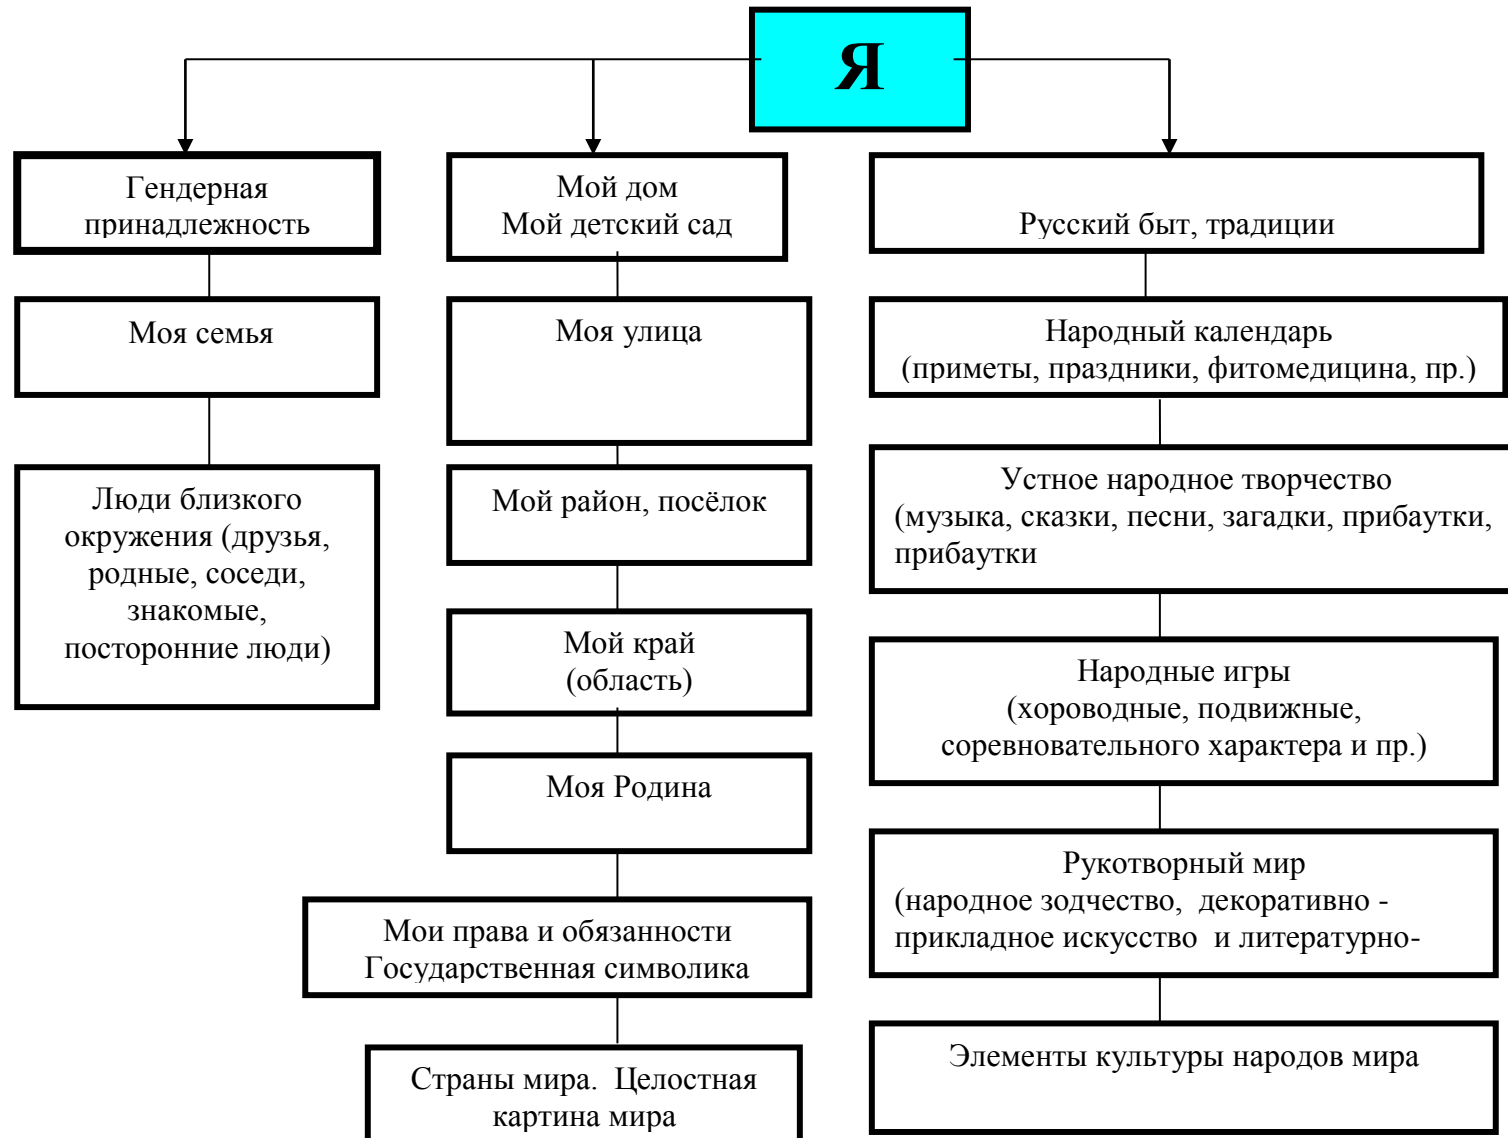 Я
Гендерная
принадлежность
Моя семья
Люди близкого
окружения (друзья,
родные, соседи,
знакомые,
посторонние люди)
Мой дом
Мой детский сад
Моя улица
Мой район, посёлок
Мой край
(область)
Моя Родина
Мои права и обязанности
Государственная символика
Страны мира. Целостная
картина мира
Русский быт, традиции
Народный календарь
(приметы, праздники, фитомедицина, пр.)
Устное народное творчество
(музыка, сказки, песни, загадки, прибаутки,
прибаутки
Народные игры
(хороводные, подвижные,
соревновательного характера и пр.)
Рукотворный мир
(народное зодчество, декоративно -
прикладное искусство и литературно-
Элементы культуры народов мира